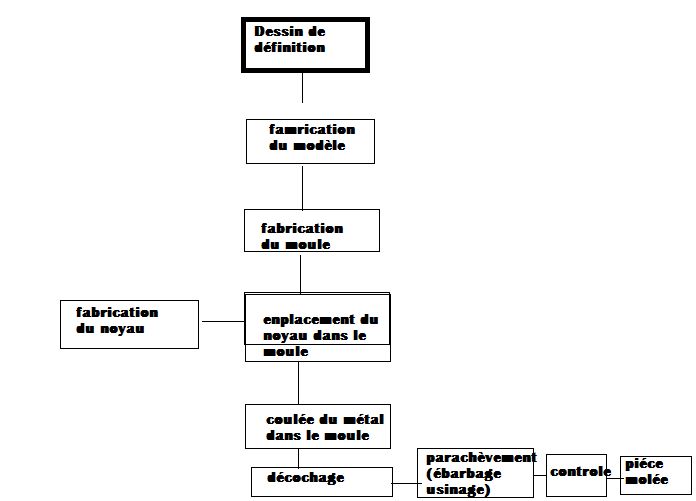 Dessin de
définition
famrication
du modèle
fabrication
du moule
fabrication
du noyau
enplacement du
noyau dans le
moule
coulée du métal
dans le moule
décochage
parachèvement
(ébarbage
usinage)
controle
piéce
molée